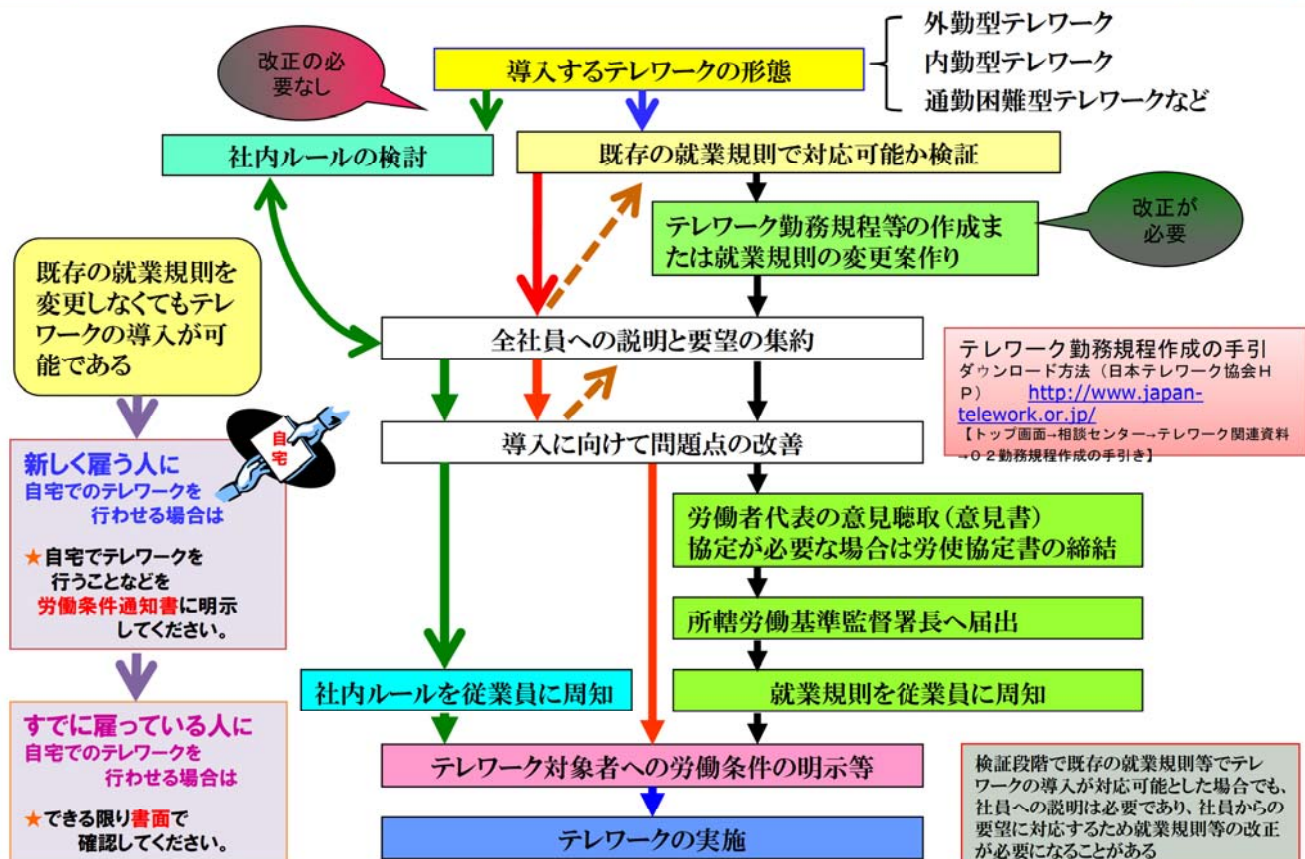 外勤型テレワーク
内勤型テレワーク
通勤困難型テレワークなど
改正の必
要なし
導入するテレワークの形態
社内ルールの検討
既存の就業規則で対応可能か検証
テレワーク勤務規程等の作成ま
たは就業規則の変更案作り
改正が
必要
既存の就業規則を
変更しなくてもテレ
ワークの導入が可
能である
全社員への説明と要望の集約
テレワーク勤務規程作成の手引
ダウンロード方法（日本テレワーク協会H
P） http://www.japan-
telework.or.jp/
【トップ画面→相談センター→テレワーク関連資料
→０２勤務規程作成の手引き】
自
宅
導入に向けて問題点の改善
新しく雇う人に
自宅でのテレワークを
行わせる場合は
★自宅でテレワークを
行うことなどを
労働条件通知書に明示
してください。
労働者代表の意見聴取（意見書）
協定が必要な場合は労使協定書の締結
所轄労働基準監督署長へ届出
社内ルールを従業員に周知
就業規則を従業員に周知
すでに雇っている人に
自宅でのテレワークを
行わせる場合は
★できる限り書面で
確認してください。
テレワーク対象者への労働条件の明示等
テレワークの実施
検証段階で既存の就業規則等でテレ
ワークの導入が対応可能とした場合でも、
社員への説明は必要であり、社員からの
要望に対応するため就業規則等の改正
が必要になることがある